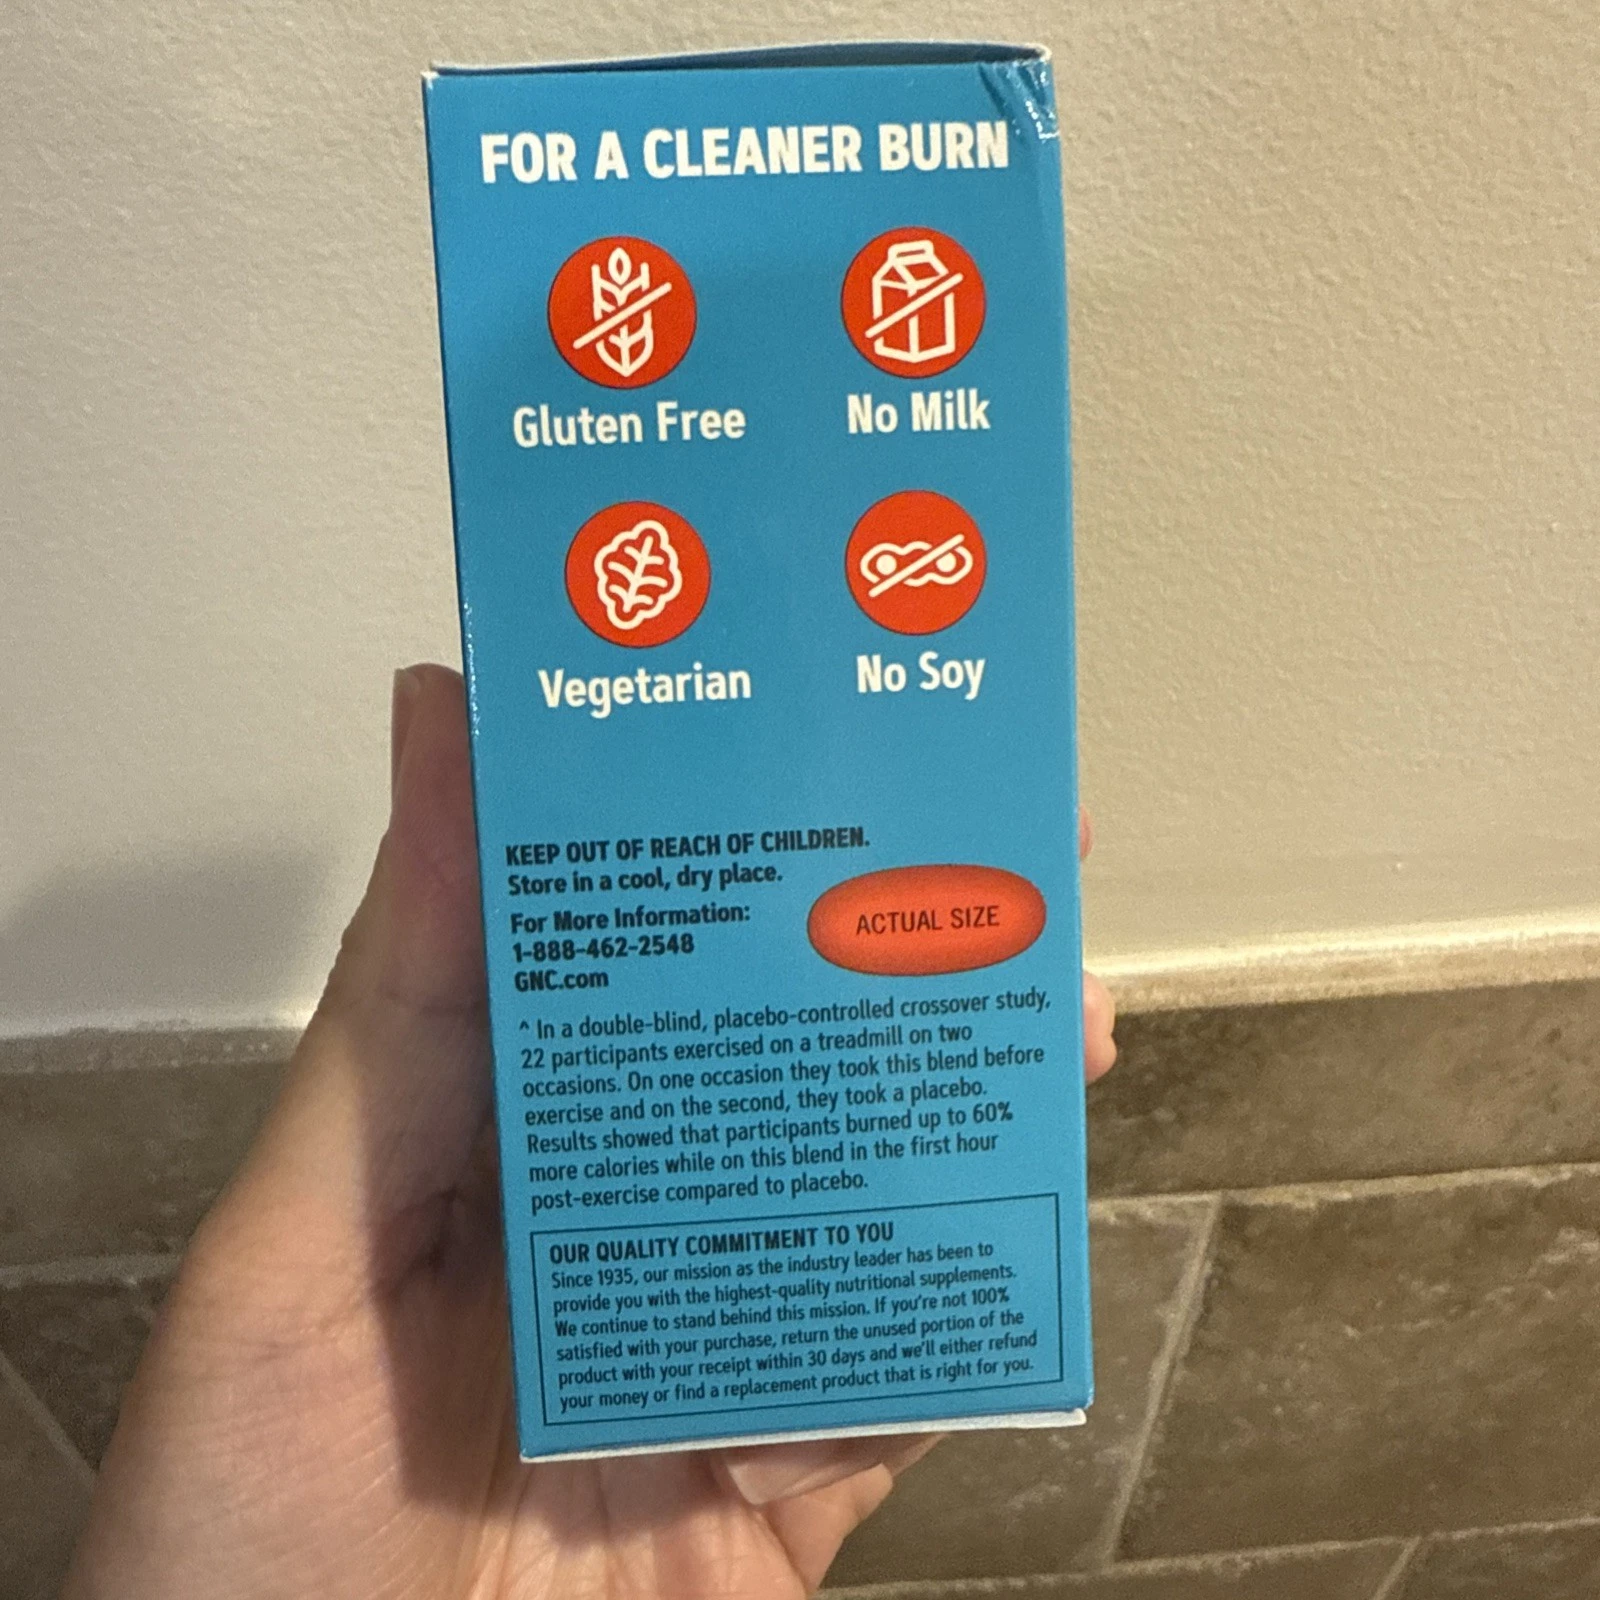 FOR A CLEANER BURN
Gluten Free
No Milk
Vegetarian
No Soy
KEEP OUT OF REACH OF CHILDREN.
Store in a cool, dry place.
For More Information:
1-888-462-2548
GNC.com
ACTUAL SIZE
^ In a double-blind, placebo-controlled crossover study,
22 participants exercised on a treadmill on two
occasions. On one occasion they took this blend before
exercise and on the second, they took a placebo.
Results showed that participants burned up to 60%
more calories while on this blend in the first hour
post-exercise compared to placebo.
OUR QUALITY COMMITMENT TO YOU
Since 1935, our mission as the industry leader has been to
provide you with the highest-quality nutritional supplements.
We continue to stand behind this mission. If you're not 100%
satisfied with your purchase, return the unused portion of the
product with your receipt within 30 days and we'll either refund
your money or find a replacement product that is right for you.